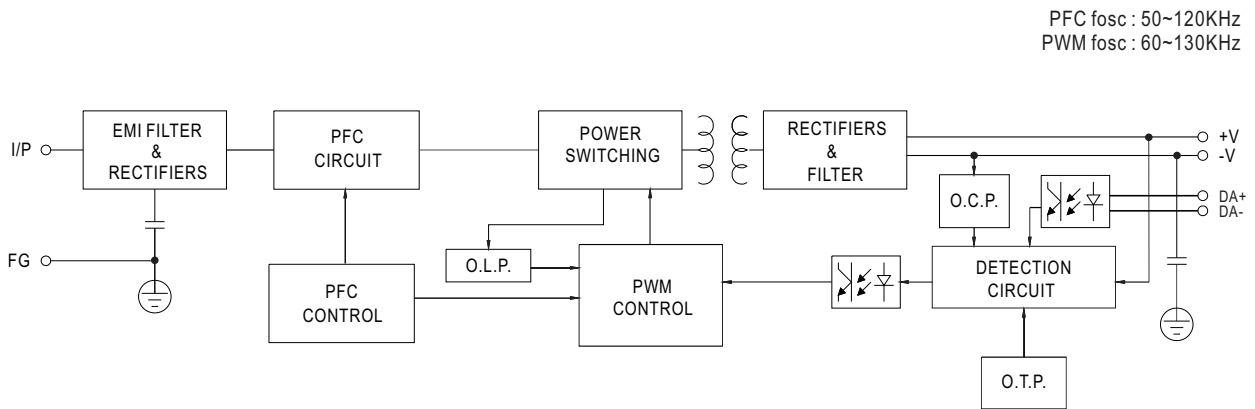 PFC fosc : 50~120KHz
PWM fosc : 60~130KHz
EMI FILTER
&
RECTIFIERS
PFC
CIRCUIT
POWER
SWITCHING
RECTIFIERS
&
FILTER
+V
-V
I/P
O.C.P.
DA+
DA-
FG
O.L.P.
PFC
CONTROL
PWM
CONTROL
DETECTION
CIRCUIT
O.T.P.